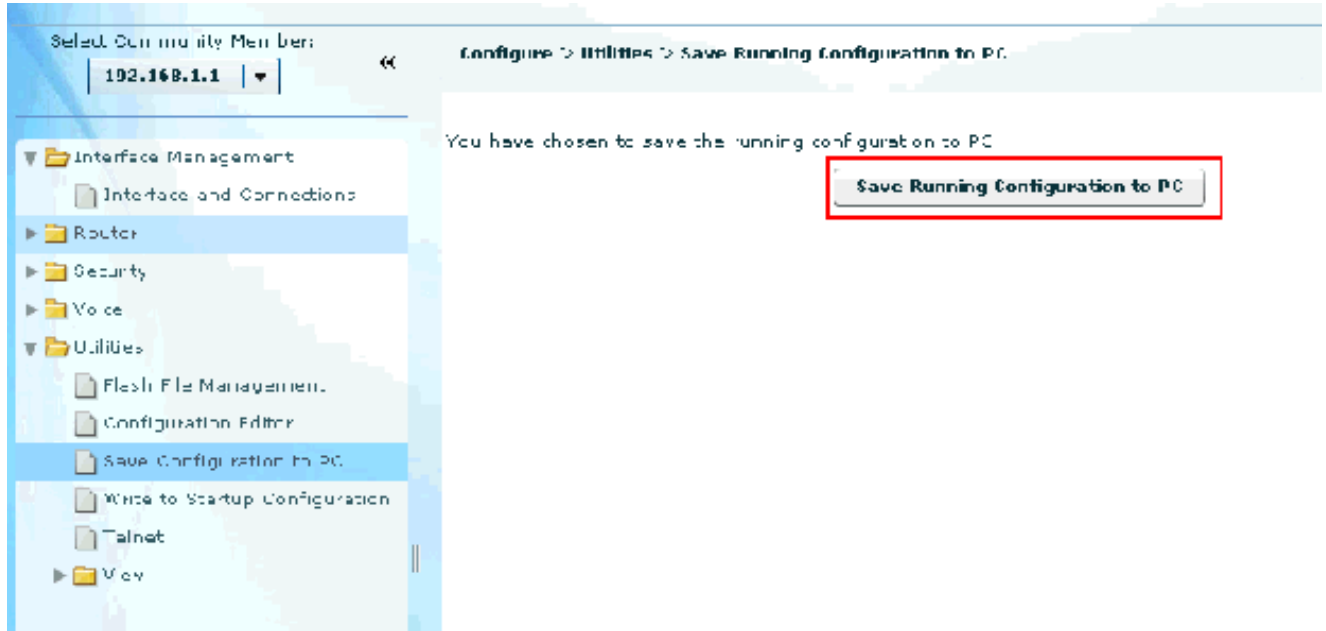 Select Community Member:
192.168.1.1
Configure > Utilities > Save Running Configuration to PC
You have chosen to save the running configuration to PC
Save Running Configuration to PC
Interface Management
Interface and Connections
Router
Security
Voice
Utilities
Flash File Management
Configuration Editor
Save Configuration to PC
Write to Startup Configuration
Telnet
View